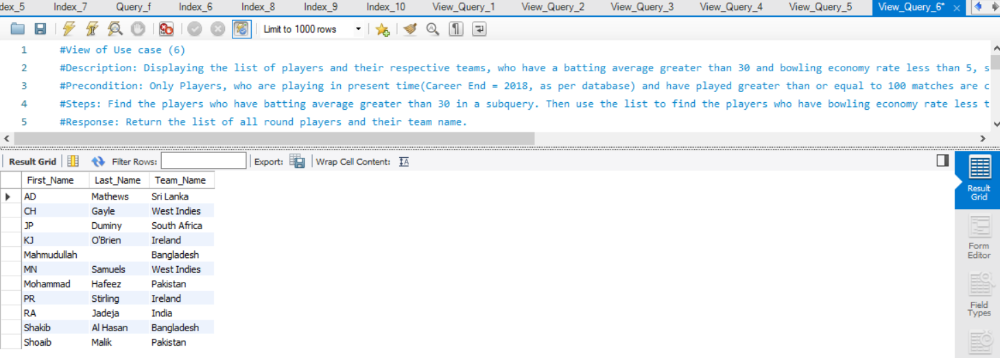 dex_5 Index_7 Query_f Index_6 Index_8 Index_9 Index_10 View_Query_1 View_Query_2 View_Query_3 View_Query_4 View_Query_5 View_Query_6*
Limit to 1000 rows
1 #View of Use case (6)
2 #Description: Displaying the list of players and their respective teams, who have a batting average greater than 30 and bowling economy rate less than 5, s
3 #Precondition: Only Players, who are playing in present time(Career End = 2018, as per database) and have played greater than or equal to 100 matches are c
4 #Steps: Find the players who have batting average greater than 30 in a subquery. Then use the list to find the players who have bowling economy rate less t
5 #Response: Return the list of all round players and their team name.
Result Grid Filter Rows: Export: Wrap Cell Content:
First_Name Last_Name Team_Name
AD Mathews Sri Lanka
CH Gayle West Indies
JP Duminy South Africa
KJ O'Brien Ireland
Mahmudullah Bangladesh
MN Samuels West Indies
Mohammad Hafeez Pakistan
PR Stirling Ireland
RA Jadeja India
Shakib Al Hasan Bangladesh
Shoaib Malik Pakistan
Result
Grid
Form
Editor
Field
Types